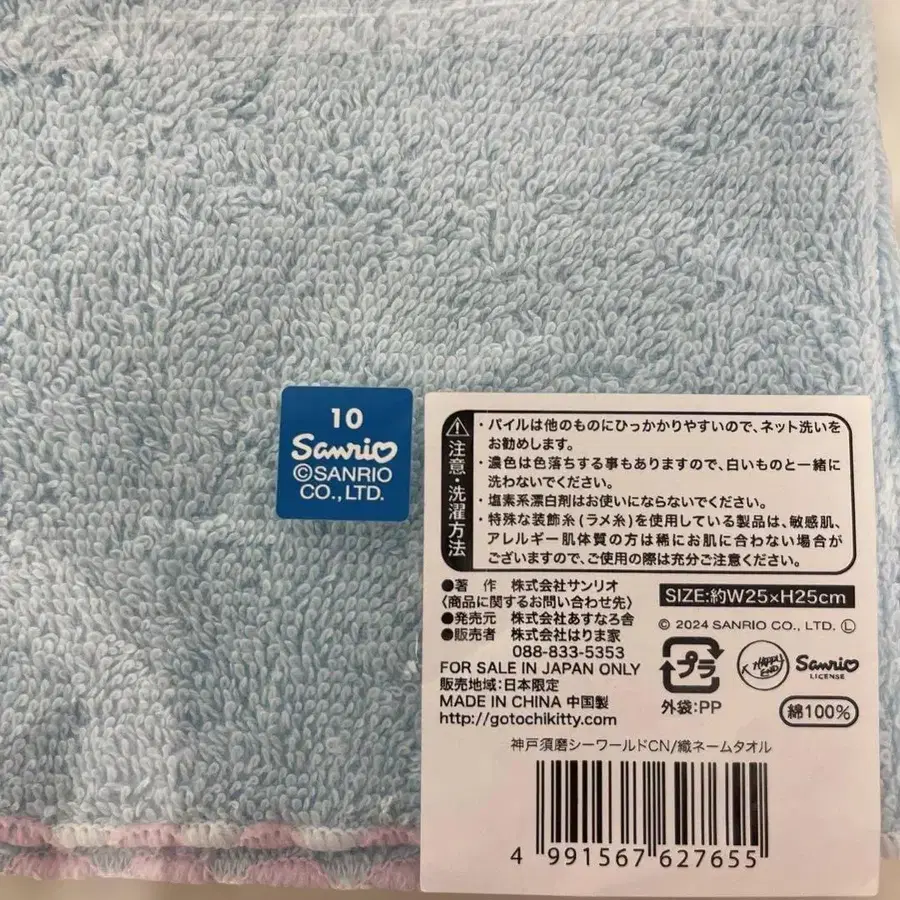 10
Sanrio
©SANRIO
CO.,LTD.
注意・洗濯方法
・パイルは他のものにひっかかりやすいので、ネット洗いを
お勧めします。
・濃色は色落ちする事もありますので、白いものと一緒に
洗わないでください。
・塩素系漂白剤はお使いにならないでください。
・特殊な装飾糸(ラメ糸)を使用している製品は、敏感肌、
アレルギー肌体質の方は稀にお肌に合わない場合が
ございますので、ご使用の際は充分ご注意ください。
●著 作 株式会社サンリオ
〈商品に関するお問い合わせ先〉
●発売元 株式会社あすなろ舎
●販売者 株式会社はりま家
088-833-5353
FOR SALE IN JAPAN ONLY
販売地域:日本限定
MADE IN CHINA 中国製
http://gotochikitty.com
SIZE:約W25×H25cm
© 2024 SANRIO CO., LTD. Ⓛ
プラ
外袋:PP
HAPPY END
Sanrio
LICENSE
綿100%
神戸須磨シーワールドCN/織ネームタオル
4 991567 627655